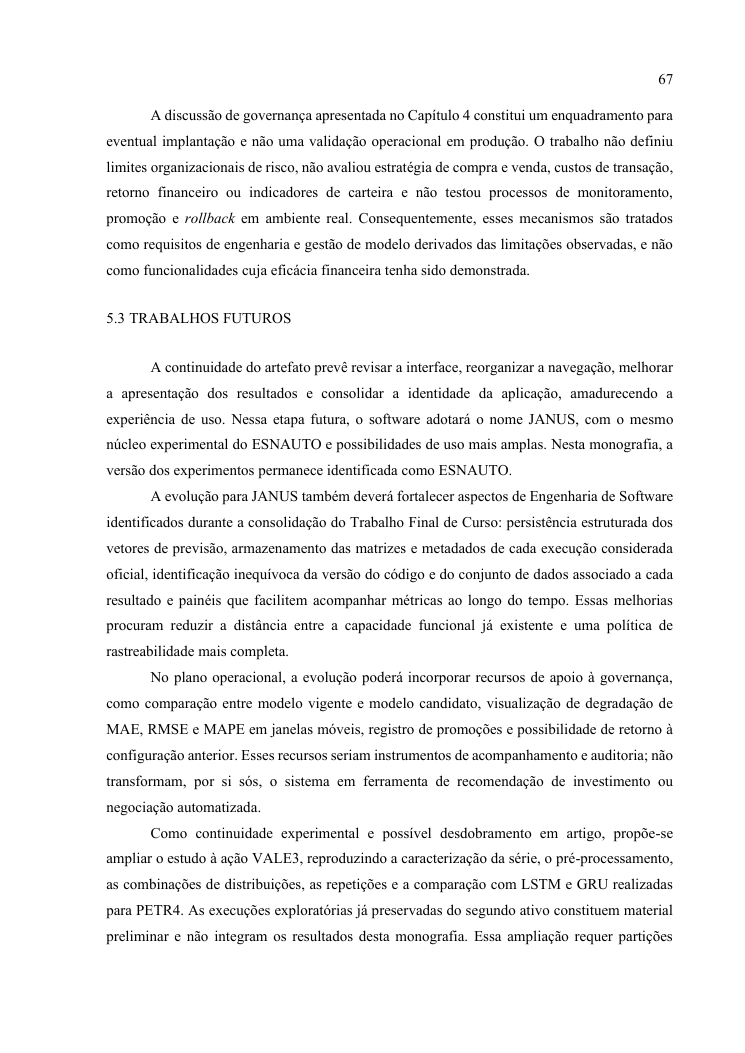 67
A discussão de governança apresentada no Capítulo 4 constitui um enquadramento para
eventual implantação e não uma validação operacional em produção. O trabalho não definiu
limites organizacionais de risco, não avaliou estratégia de compra e venda, custos de transação,
retorno financeiro ou indicadores de carteira e não testou processos de monitoramento,
promoção e rollback em ambiente real. Consequentemente, esses mecanismos são tratados
como requisitos de engenharia e gestão de modelo derivados das limitações observadas, e não
como funcionalidades cuja eficácia financeira tenha sido demonstrada.
5.3 TRABALHOS FUTUROS
A continuidade do artefato prevê revisar a interface, reorganizar a navegação, melhorar
a apresentação dos resultados e consolidar a identidade da aplicação, amadurecendo a
experiência de uso. Nessa etapa futura, o software adotará o nome JANUS, com o mesmo
núcleo experimental do ESNAUTO e possibilidades de uso mais amplas. Nesta monografia, a
versão dos experimentos permanece identificada como ESNAUTO.
A evolução para JANUS também deverá fortalecer aspectos de Engenharia de Software
identificados durante a consolidação do Trabalho Final de Curso: persistência estruturada dos
vetores de previsão, armazenamento das matrizes e metadados de cada execução considerada
oficial, identificação inequívoca da versão do código e do conjunto de dados associado a cada
resultado e painéis que facilitem acompanhar métricas ao longo do tempo. Essas melhorias
procuram reduzir a distância entre a capacidade funcional já existente e uma política de
rastreabilidade mais completa.
No plano operacional, a evolução poderá incorporar recursos de apoio à governança,
como comparação entre modelo vigente e modelo candidato, visualização de degradação de
MAE, RMSE e MAPE em janelas móveis, registro de promoções e possibilidade de retorno à
configuração anterior. Esses recursos seriam instrumentos de acompanhamento e auditoria; não
transformam, por si sós, o sistema em ferramenta de recomendação de investimento ou
negociação automatizada.
Como continuidade experimental e possível desdobramento em artigo, propõe-se
ampliar o estudo à ação VALE3, reproduzindo a caracterização da série, o pré-processamento,
as combinações de distribuições, as repetições e a comparação com LSTM e GRU realizadas
para PETR4. As execuções exploratórias já preservadas do segundo ativo constituem material
preliminar e não integram os resultados desta monografia. Essa ampliação requer partições